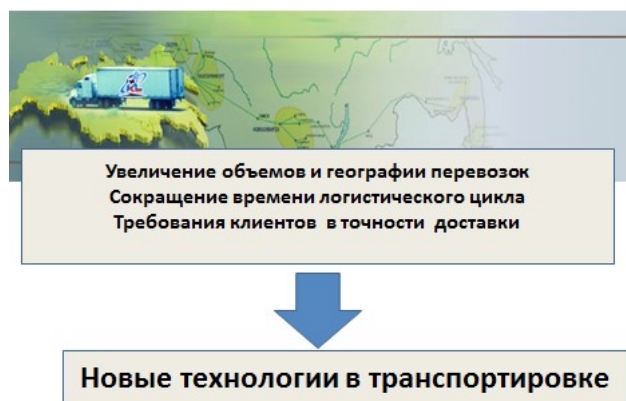 Увеличение объемов и географии перевозок
Сокращение времени логистического цикла
Требования клиентов в точности доставки
Новые технологии в транспортировке